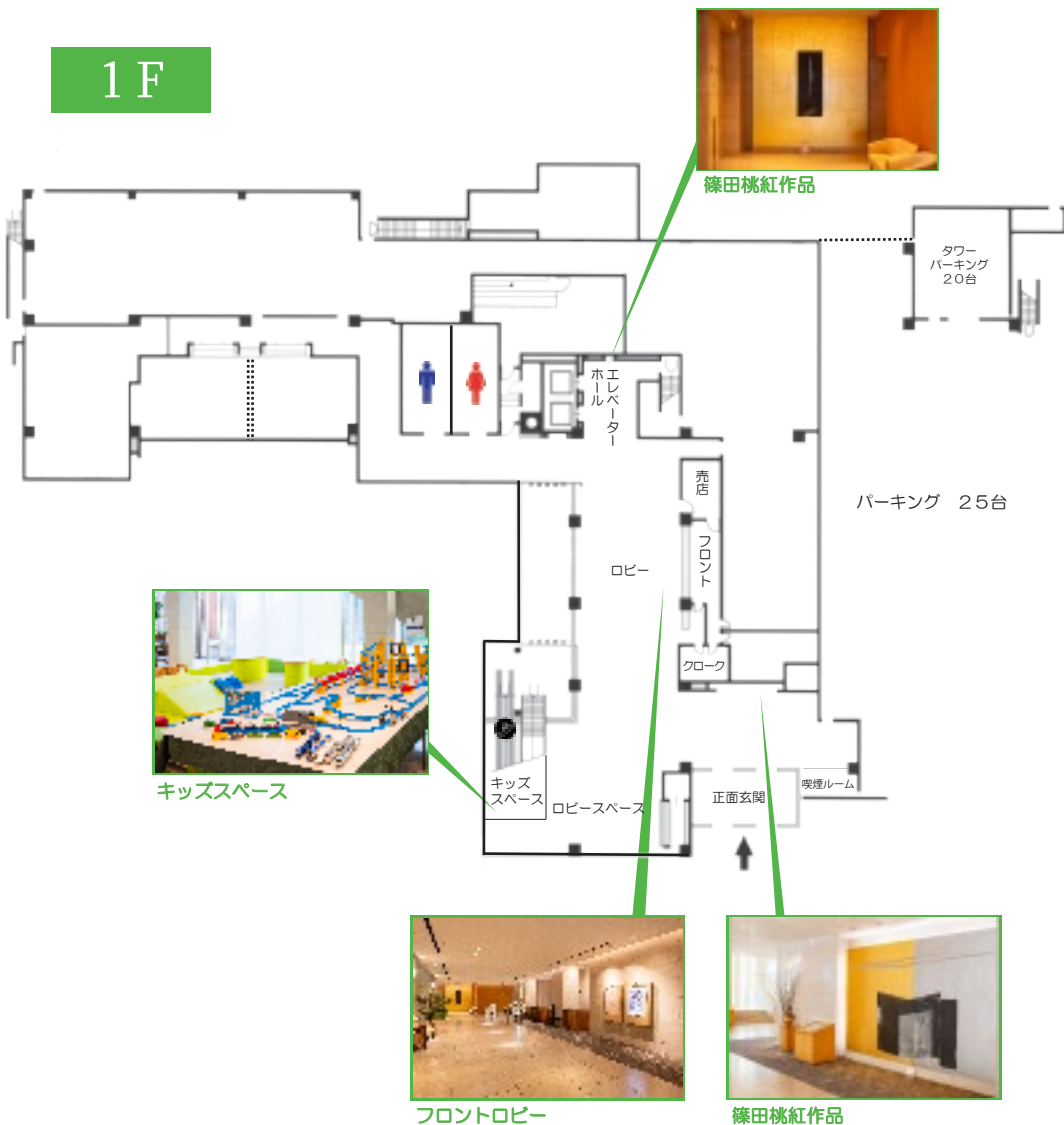 1F
篠田桃紅作品
タワー
パーキング
20台
エレベーター
ホール
売店
パーキング 25台
フロント
ロビー
クローク
キッズスペース
キッズ
スペース
ロビースペース
正面玄関
喫煙ルーム
フロントロビー
篠田桃紅作品